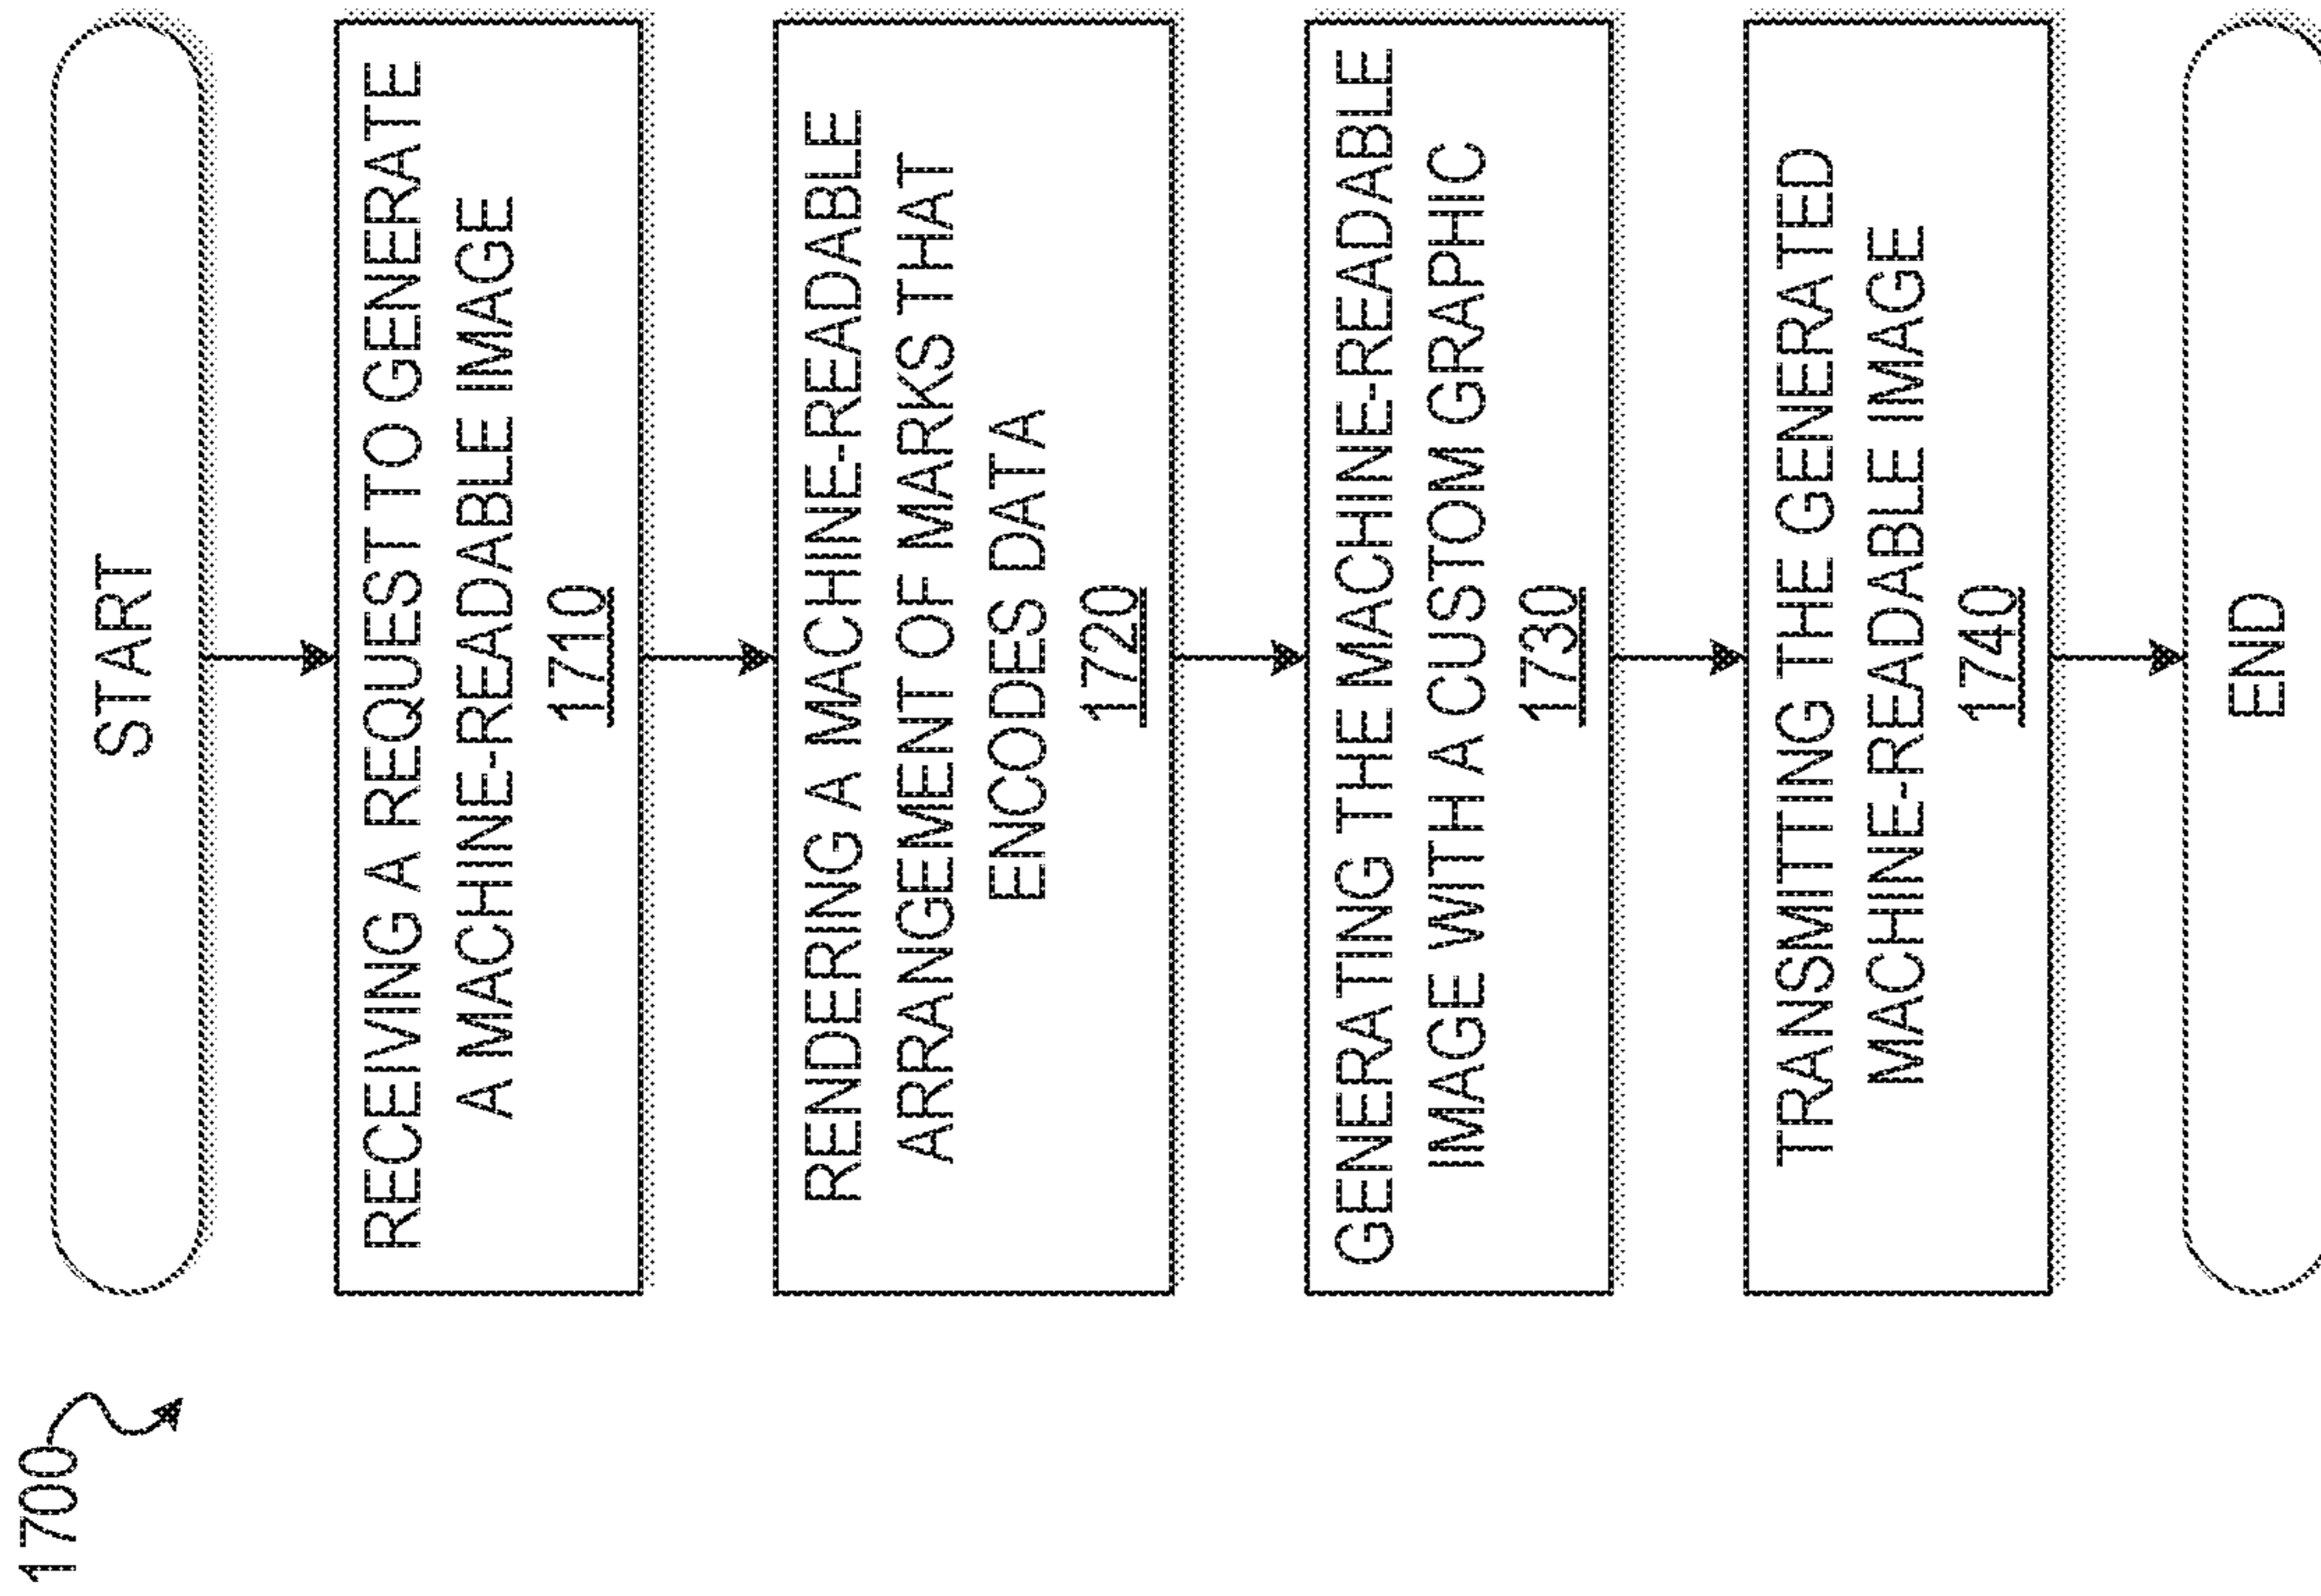 1700
START
RECEIVING A REQUEST TO GENERATE
A MACHINE-READABLE IMAGE
1710
RENDERING A MACHINE-READABLE
ARRANGEMENT OF MARKS THAT
ENCODES DATA
1720
GENERATING THE MACHINE-READABLE
IMAGE WITH A CUSTOM GRAPHIC
1730
TRANSMITTING THE GENERATED
MACHINE-READABLE IMAGE
1740
END